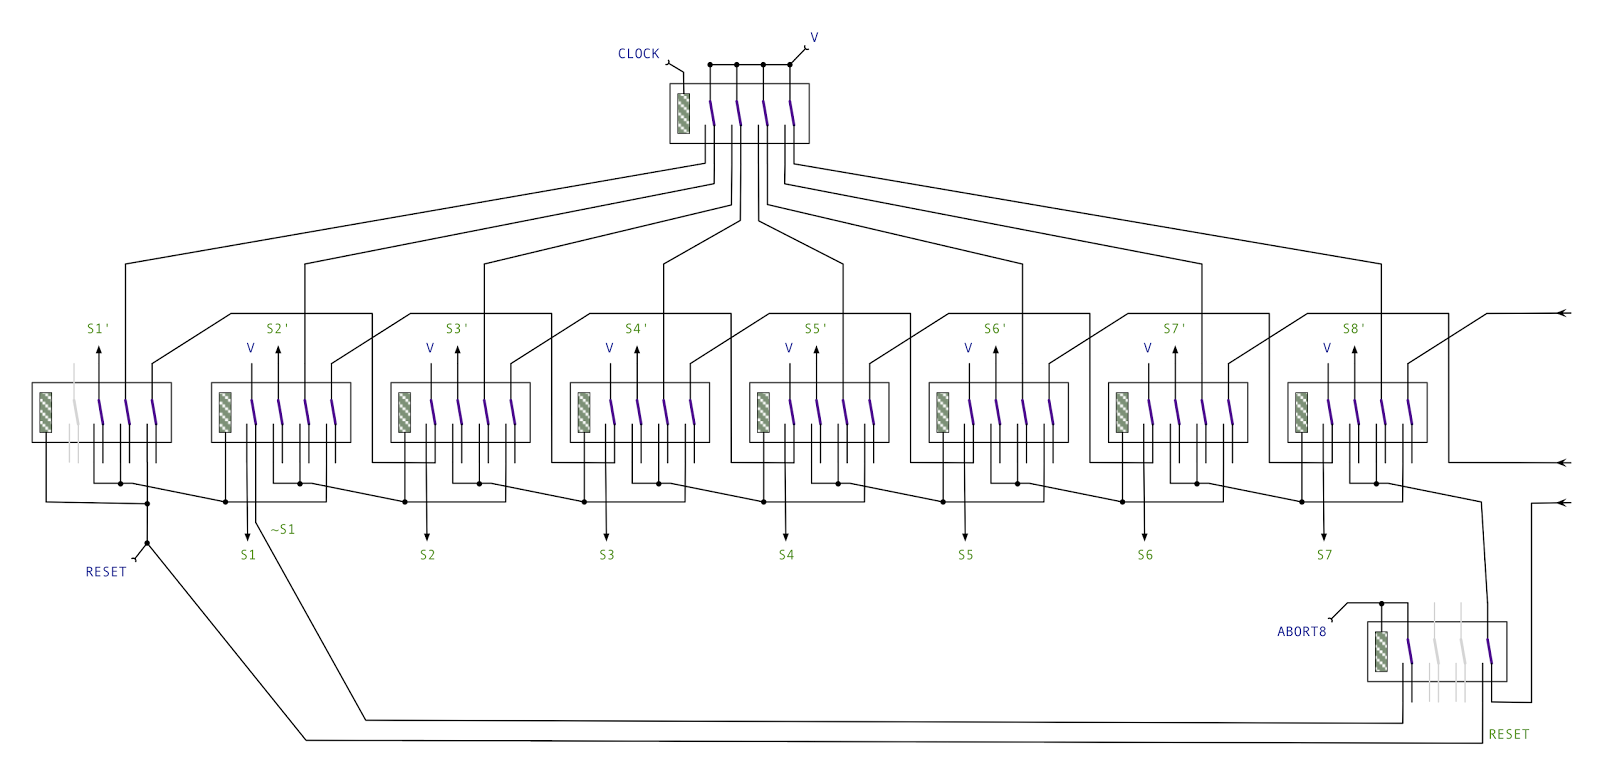 V
CLOCK
S1' S2' S3' S4' S5' S6' S7' S8'
V V V V V V V
~S1
S1 S2 S3 S4 S5 S6 S7
RESET
ABORT8
RESET